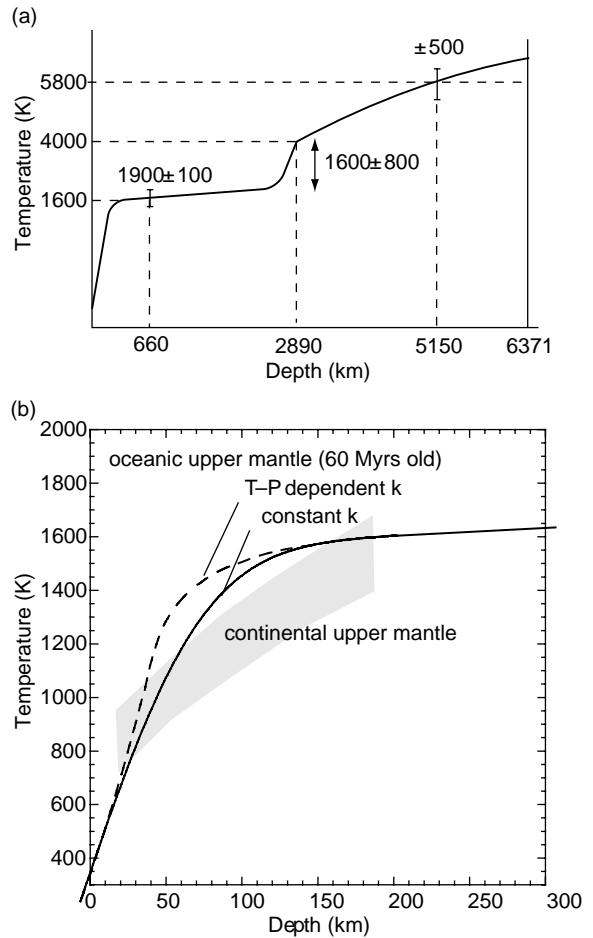 (a)
±500
5800
4000
1900±100
1600±800
1600
Temperature (K)
660
2890
5150
6371
Depth (km)
(b)
2000
oceanic upper mantle (60 Myrs old)
1800
T–P dependent k
constant k
1600
1400
continental upper mantle
1200
1000
800
600
400
Temperature (K)
0
50
100
150
200
250
300
Depth (km)